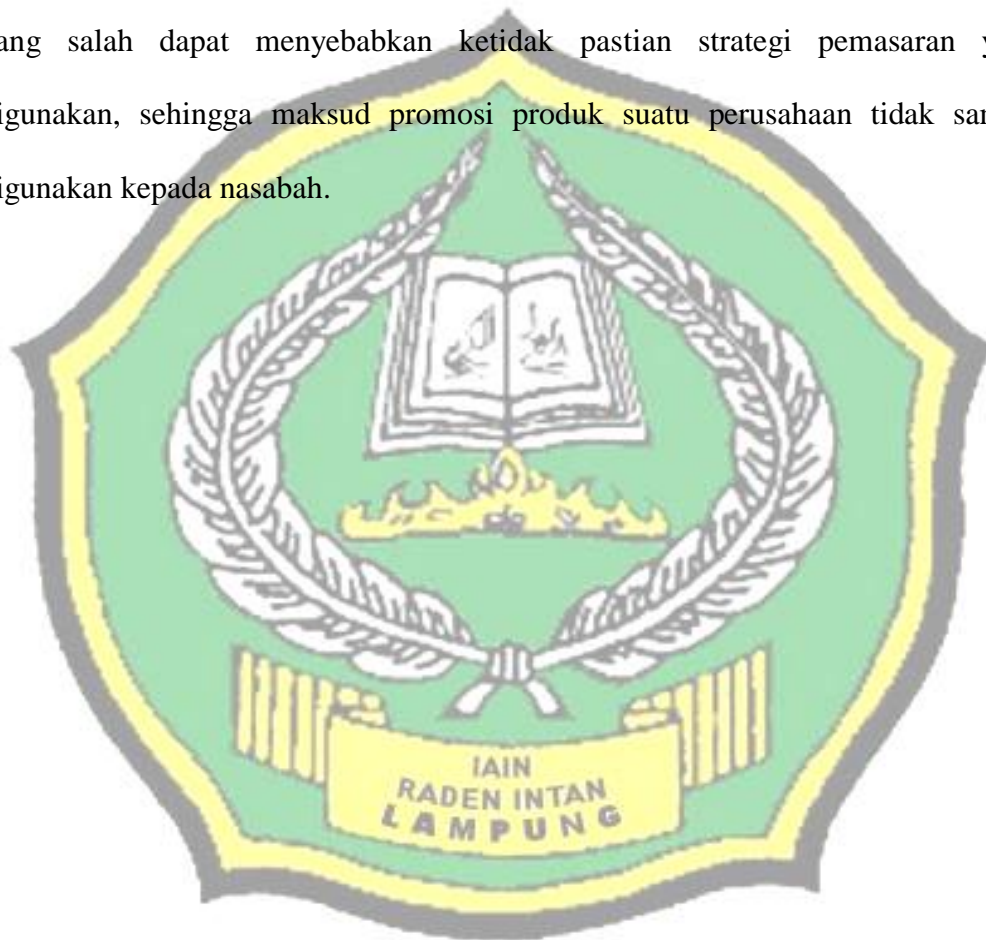 ang salah dapat menyebabkan ketidak pastian strategi pemasaran y
igunakan, sehingga maksud promosi produk suatu perusahaan tidak sam
igunakan kepada nasabah.
IAIN
RADEN INTAN
LAMPUNG